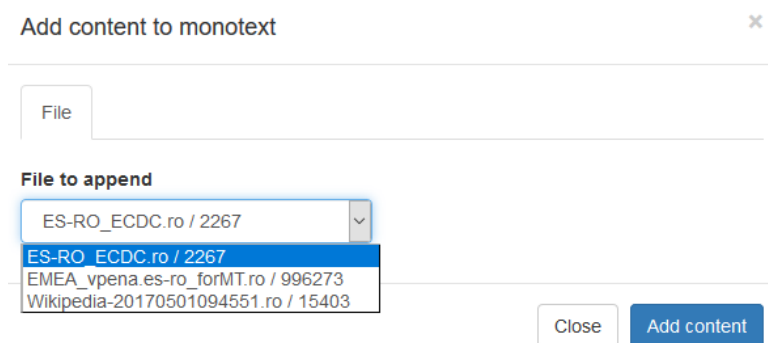 Add content to monotext
×
File
File to append
ES-RO_ECDC.ro / 2267
ES-RO_ECDC.ro / 2267
EMEA_vpena.es-ro_forMT.ro / 996273
Wikipedia-20170501094551.ro / 15403
Close Add content